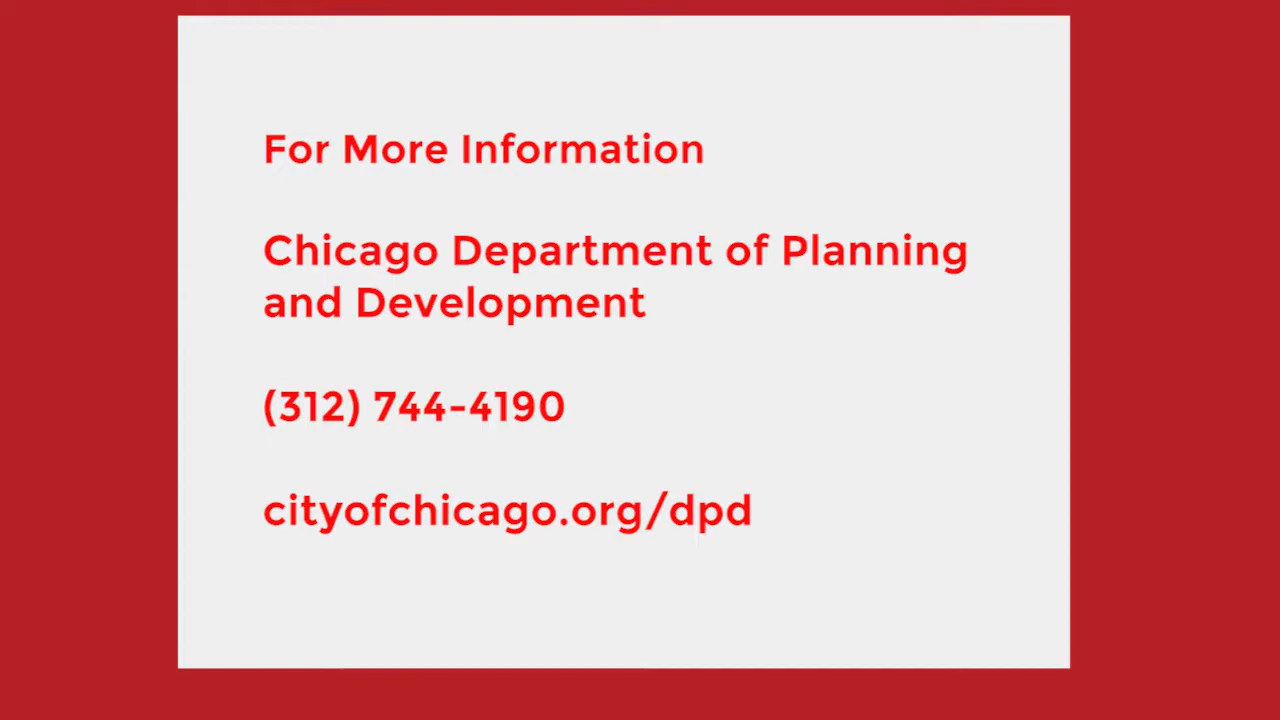 For More Information
Chicago Department of Planning
and Development
(312) 744-4190
cityofchicago.org/dpd